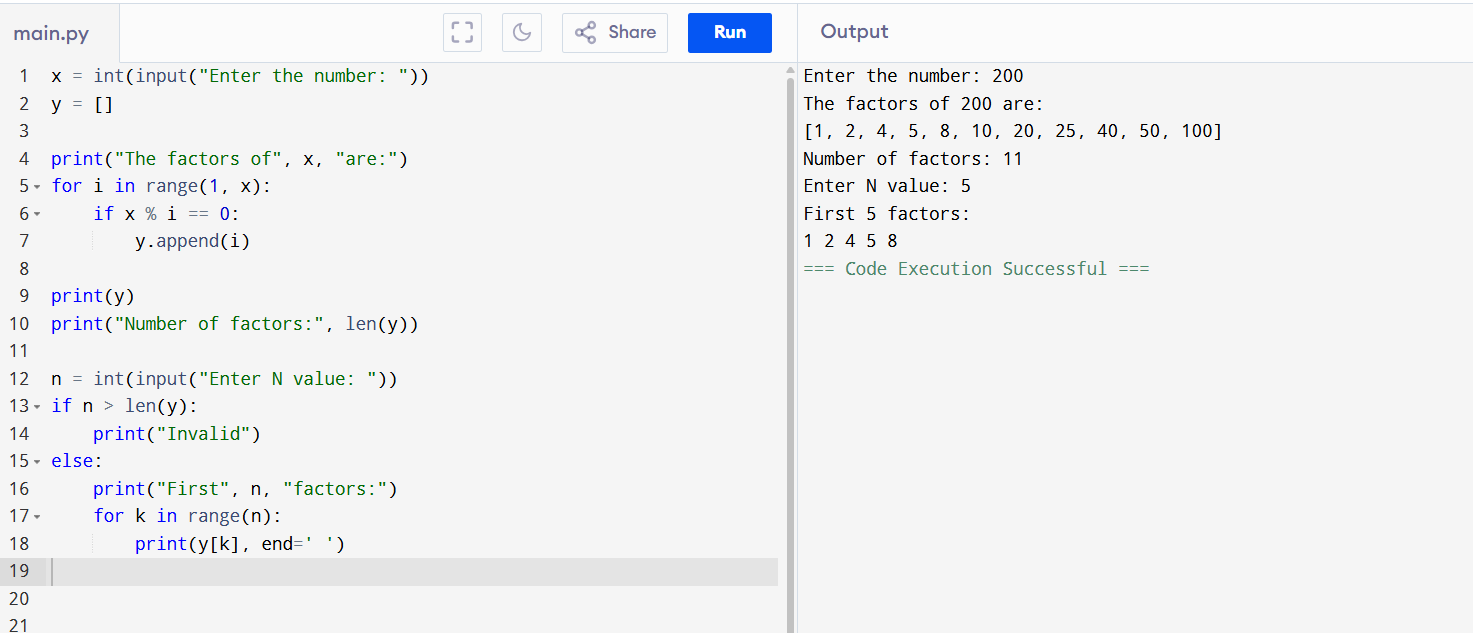 main.py
Share
Run
Output
1 x = int(input("Enter the number: "))
2 y = []
3
4 print("The factors of", x, "are:")
5 for i in range(1, x):
6     if x % i == 0:
7         y.append(i)
8
9 print(y)
10 print("Number of factors:", len(y))
11
12 n = int(input("Enter N value: "))
13 if n > len(y):
14     print("Invalid")
15 else:
16     print("First", n, "factors:")
17     for k in range(n):
18         print(y[k], end=' ')
19
20
21
Enter the number: 200
The factors of 200 are:
[1, 2, 4, 5, 8, 10, 20, 25, 40, 50, 100]
Number of factors: 11
Enter N value: 5
First 5 factors:
1 2 4 5 8
=== Code Execution Successful ===